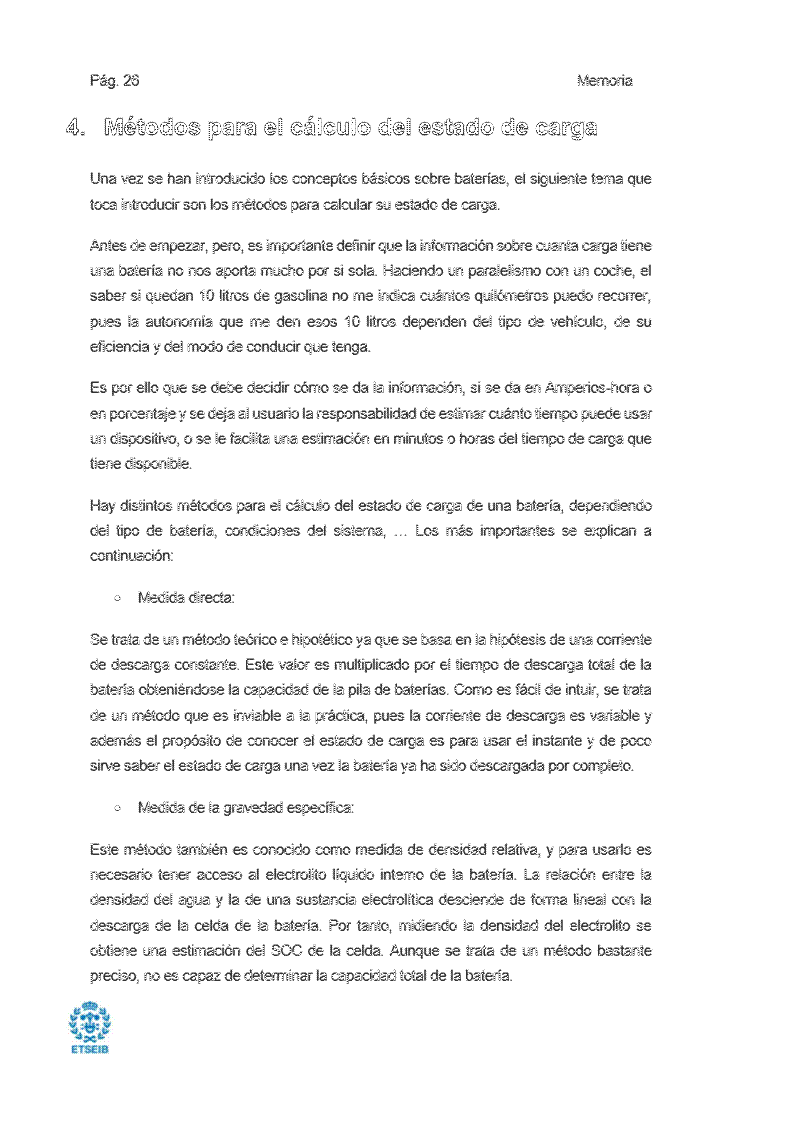 Pág. 26 Memoria
4. Métodos para el cálculo del estado de carga
Una vez se han introducido los conceptos básicos sobre baterías, el siguiente tema que
toca introducir son los métodos para calcular su estado de carga.
Antes de empezar, pero, es importante definir que la información sobre cuanta carga tiene
una batería no nos aporta mucho por si sola. Haciendo un paralelismo con un coche, el
saber si quedan 10 litros de gasolina no me indica cuántos quilómetros puedo recorrer,
pues la autonomía que me den esos 10 litros dependen del tipo de vehículo, de su
eficiencia y del modo de conducir que tenga.
Es por ello que se debe decidir cómo se da la información, si se da en Amperios-hora o
en porcentaje y se deja al usuario la responsabilidad de estimar cuánto tiempo puede usar
un dispositivo, o se le facilita una estimación en minutos o horas del tiempo de carga que
tiene disponible.
Hay distintos métodos para el cálculo del estado de carga de una batería, dependiendo
del tipo de batería, condiciones del sistema, … Los más importantes se explican a
continuación:
○ Medida directa:
Se trata de un método teórico e hipotético ya que se basa en la hipótesis de una corriente
de descarga constante. Este valor es multiplicado por el tiempo de descarga total de la
batería obteniéndose la capacidad de la pila de baterías. Como es fácil de intuir, se trata
de un método que es inviable a la práctica, pues la corriente de descarga es variable y
además el propósito de conocer el estado de carga es para usar el instante y de poco
sirve saber el estado de carga una vez la batería ya ha sido descargada por completo.
○ Medida de la gravedad específica:
Este método también es conocido como medida de densidad relativa, y para usarlo es
necesario tener acceso al electrolito líquido interno de la batería. La relación entre la
densidad del agua y la de una sustancia electrolítica desciende de forma lineal con la
descarga de la celda de la batería. Por tanto, midiendo la densidad del electrolito se
obtiene una estimación del SOC de la celda. Aunque se trata de un método bastante
preciso, no es capaz de determinar la capacidad total de la batería.
ETSEIB